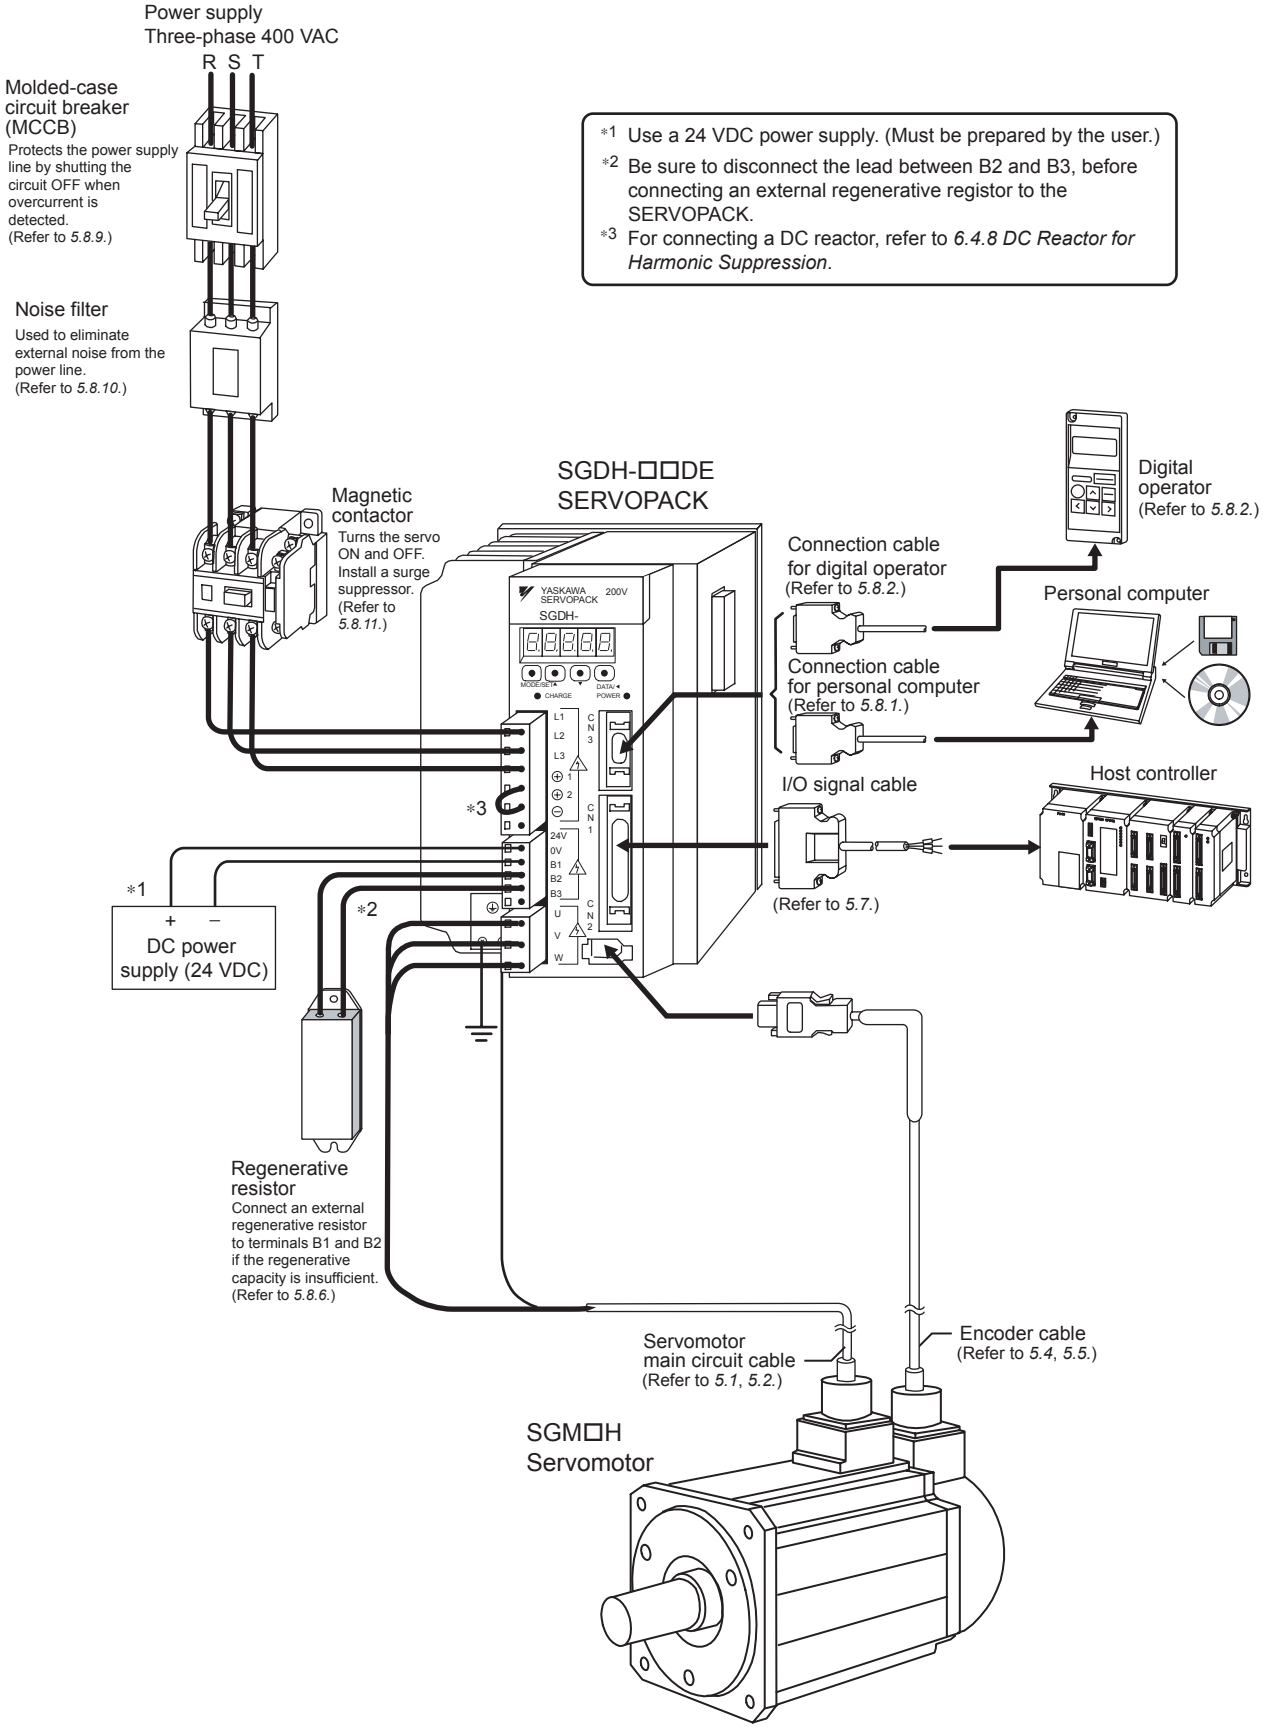 Power supply
Three-phase 400 VAC
R S T
Molded-case
circuit breaker
(MCCB)
Protects the power supply
line by shutting the
circuit OFF when
overcurrent is
detected.
(Refer to 5.8.9.)
*1 Use a 24 VDC power supply. (Must be prepared by the user.)
*2 Be sure to disconnect the lead between B2 and B3, before
connecting an external regenerative registor to the
SERVOPACK.
*3 For connecting a DC reactor, refer to 6.4.8 DC Reactor for
Harmonic Suppression.
Noise filter
Used to eliminate
external noise from the
power line.
(Refer to 5.8.10.)
Magnetic
contactor
Turns the servo
ON and OFF.
Install a surge
suppressor.
(Refer to
5.8.11.)
SGDH-□□DE
SERVOPACK
YASKAWA
SERVOPACK
200V
SGDH-
8.8.8.8.8.
MODE/SET▲
▼
DATA/◄
CHARGE
POWER
L1
L2
L3
⊕ 1
⊕ 2
⊖
24V
0V
B1
B2
B3
U
V
W
CN3
CN1
CN2
Connection cable
for digital operator
(Refer to 5.8.2.)
Connection cable
for personal computer
(Refer to 5.8.1.)
I/O signal cable
(Refer to 5.7.)
Digital
operator
(Refer to 5.8.2.)
Personal computer
Host controller
*3
*1
*2
+ −
DC power
supply (24 VDC)
Regenerative
resistor
Connect an external
regenerative resistor
to terminals B1 and B2
if the regenerative
capacity is insufficient.
(Refer to 5.8.6.)
Servomotor
main circuit cable
(Refer to 5.1, 5.2.)
Encoder cable
(Refer to 5.4, 5.5.)
SGM□H
Servomotor